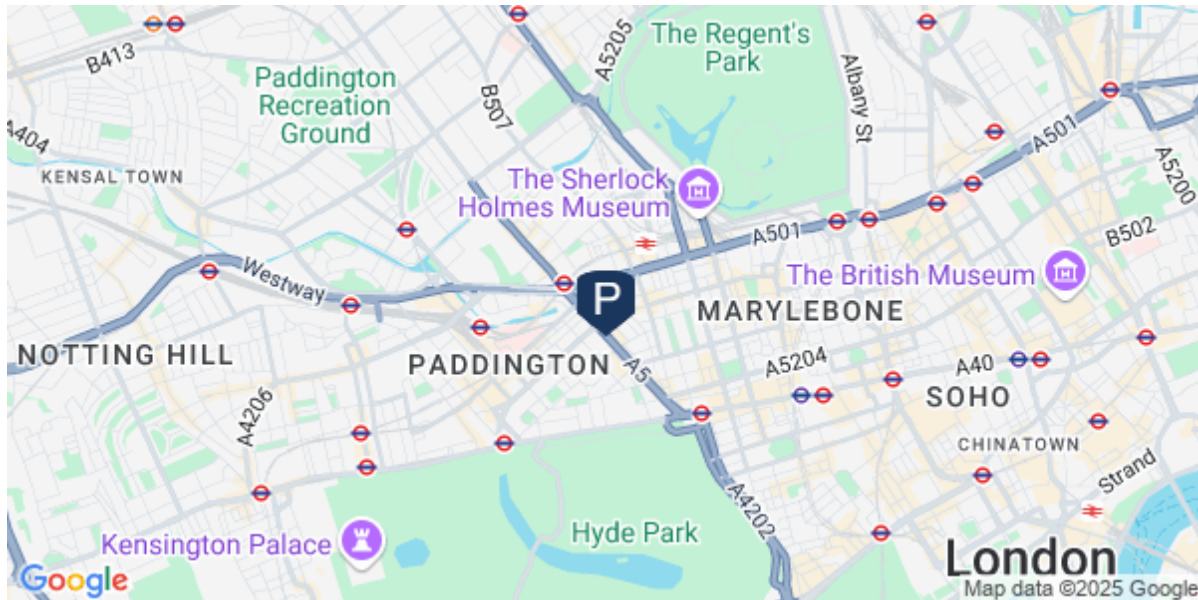 The Regent's
Park
B413
A5205
Paddington
Recreation
Ground
B507
Albany St
A501
A404
KENSAL TOWN
The Sherlock
Holmes Museum
A5200
A501
B502
Westway
The British Museum
P
MARYLEBONE
NOTTING HILL
PADDINGTON
A5
A5204
A40
SOHO
A4206
CHINATOWN
Strand
A4202
Hyde Park
Kensington Palace
London
Google
Map data ©2025 Google